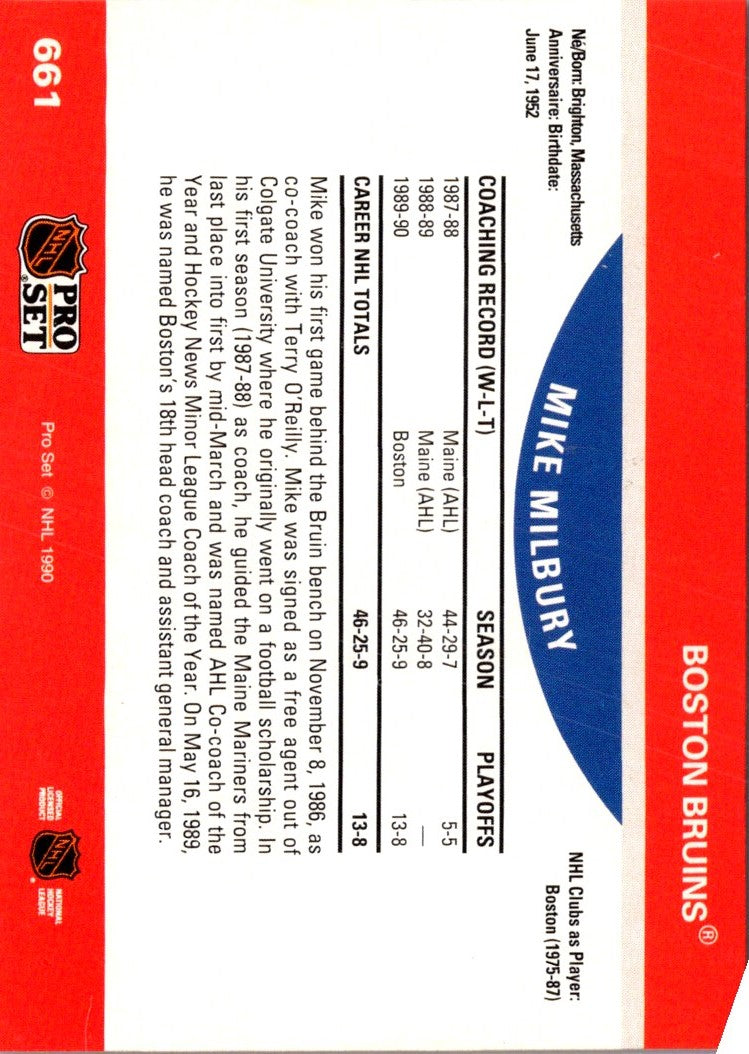 BOSTON BRUINS®
Né/Born: Brighton, Massachusetts
Anniversaire: Birthdate:
June 17, 1952
MIKE MILBURY
NHL Clubs as Player:
Boston (1975-87)
COACHING RECORD (W-L-T) SEASON PLAYOFFS
1987-88 Maine (AHL) 44-29-7 5-5
1988-89 Maine (AHL) 32-40-8 —
1989-90 Boston 46-25-9 13-8
CAREER NHL TOTALS 46-25-9 13-8
Mike won his first game behind the Bruin bench on November 8, 1986, as
co-coach with Terry O'Reilly. Mike was signed as a free agent out of
Colgate University where he originally went on a football scholarship. In
his first season (1987-88) as coach, he guided the Maine Mariners from
last place into first by mid-March and was named AHL Co-coach of the
Year and Hockey News Minor League Coach of the Year. On May 16, 1989,
he was named Boston's 18th head coach and assistant general manager.
661
NHL
PRO
SET®
Pro Set © NHL 1990
OFFICIAL
LICENSED
PRODUCT
NHL®
NATIONAL
HOCKEY
LEAGUE